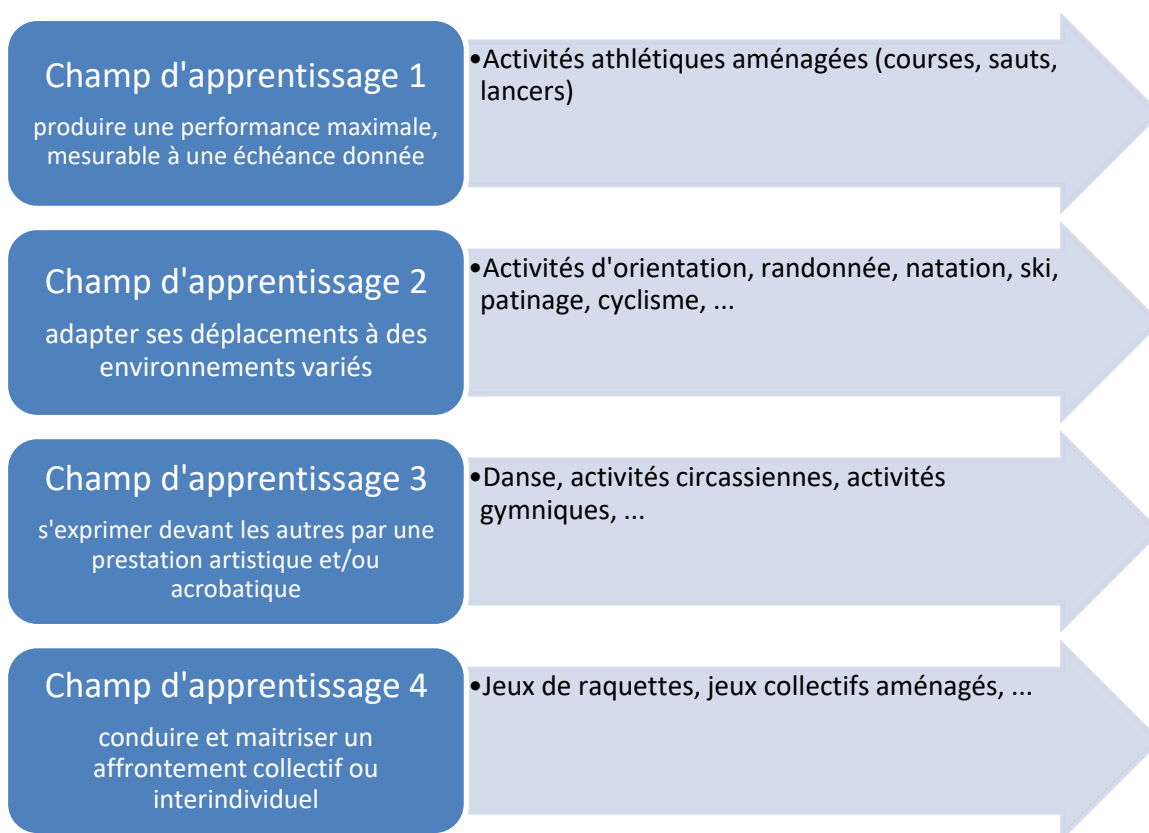 Champ d'apprentissage 1
produire une performance maximale,
mesurable à une échéance donnée
•Activités athlétiques aménagées (courses, sauts,
lancers)
Champ d'apprentissage 2
adapter ses déplacements à des
environnements variés
•Activités d'orientation, randonnée, natation, ski,
patinage, cyclisme, ...
Champ d'apprentissage 3
s'exprimer devant les autres par une
prestation artistique et/ou
acrobatique
•Danse, activités circassiennes, activités
gymniques, ...
Champ d'apprentissage 4
conduire et maitriser un
affrontement collectif ou
interindividuel
•Jeux de raquettes, jeux collectifs aménagés, ...